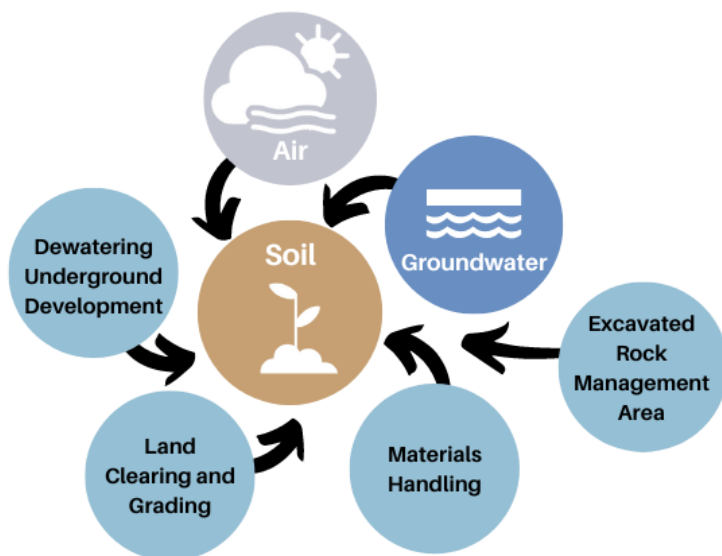 Air
Groundwater
Soil
Dewatering
Underground
Development
Excavated
Rock
Management
Area
Land
Clearing and
Grading
Materials
Handling